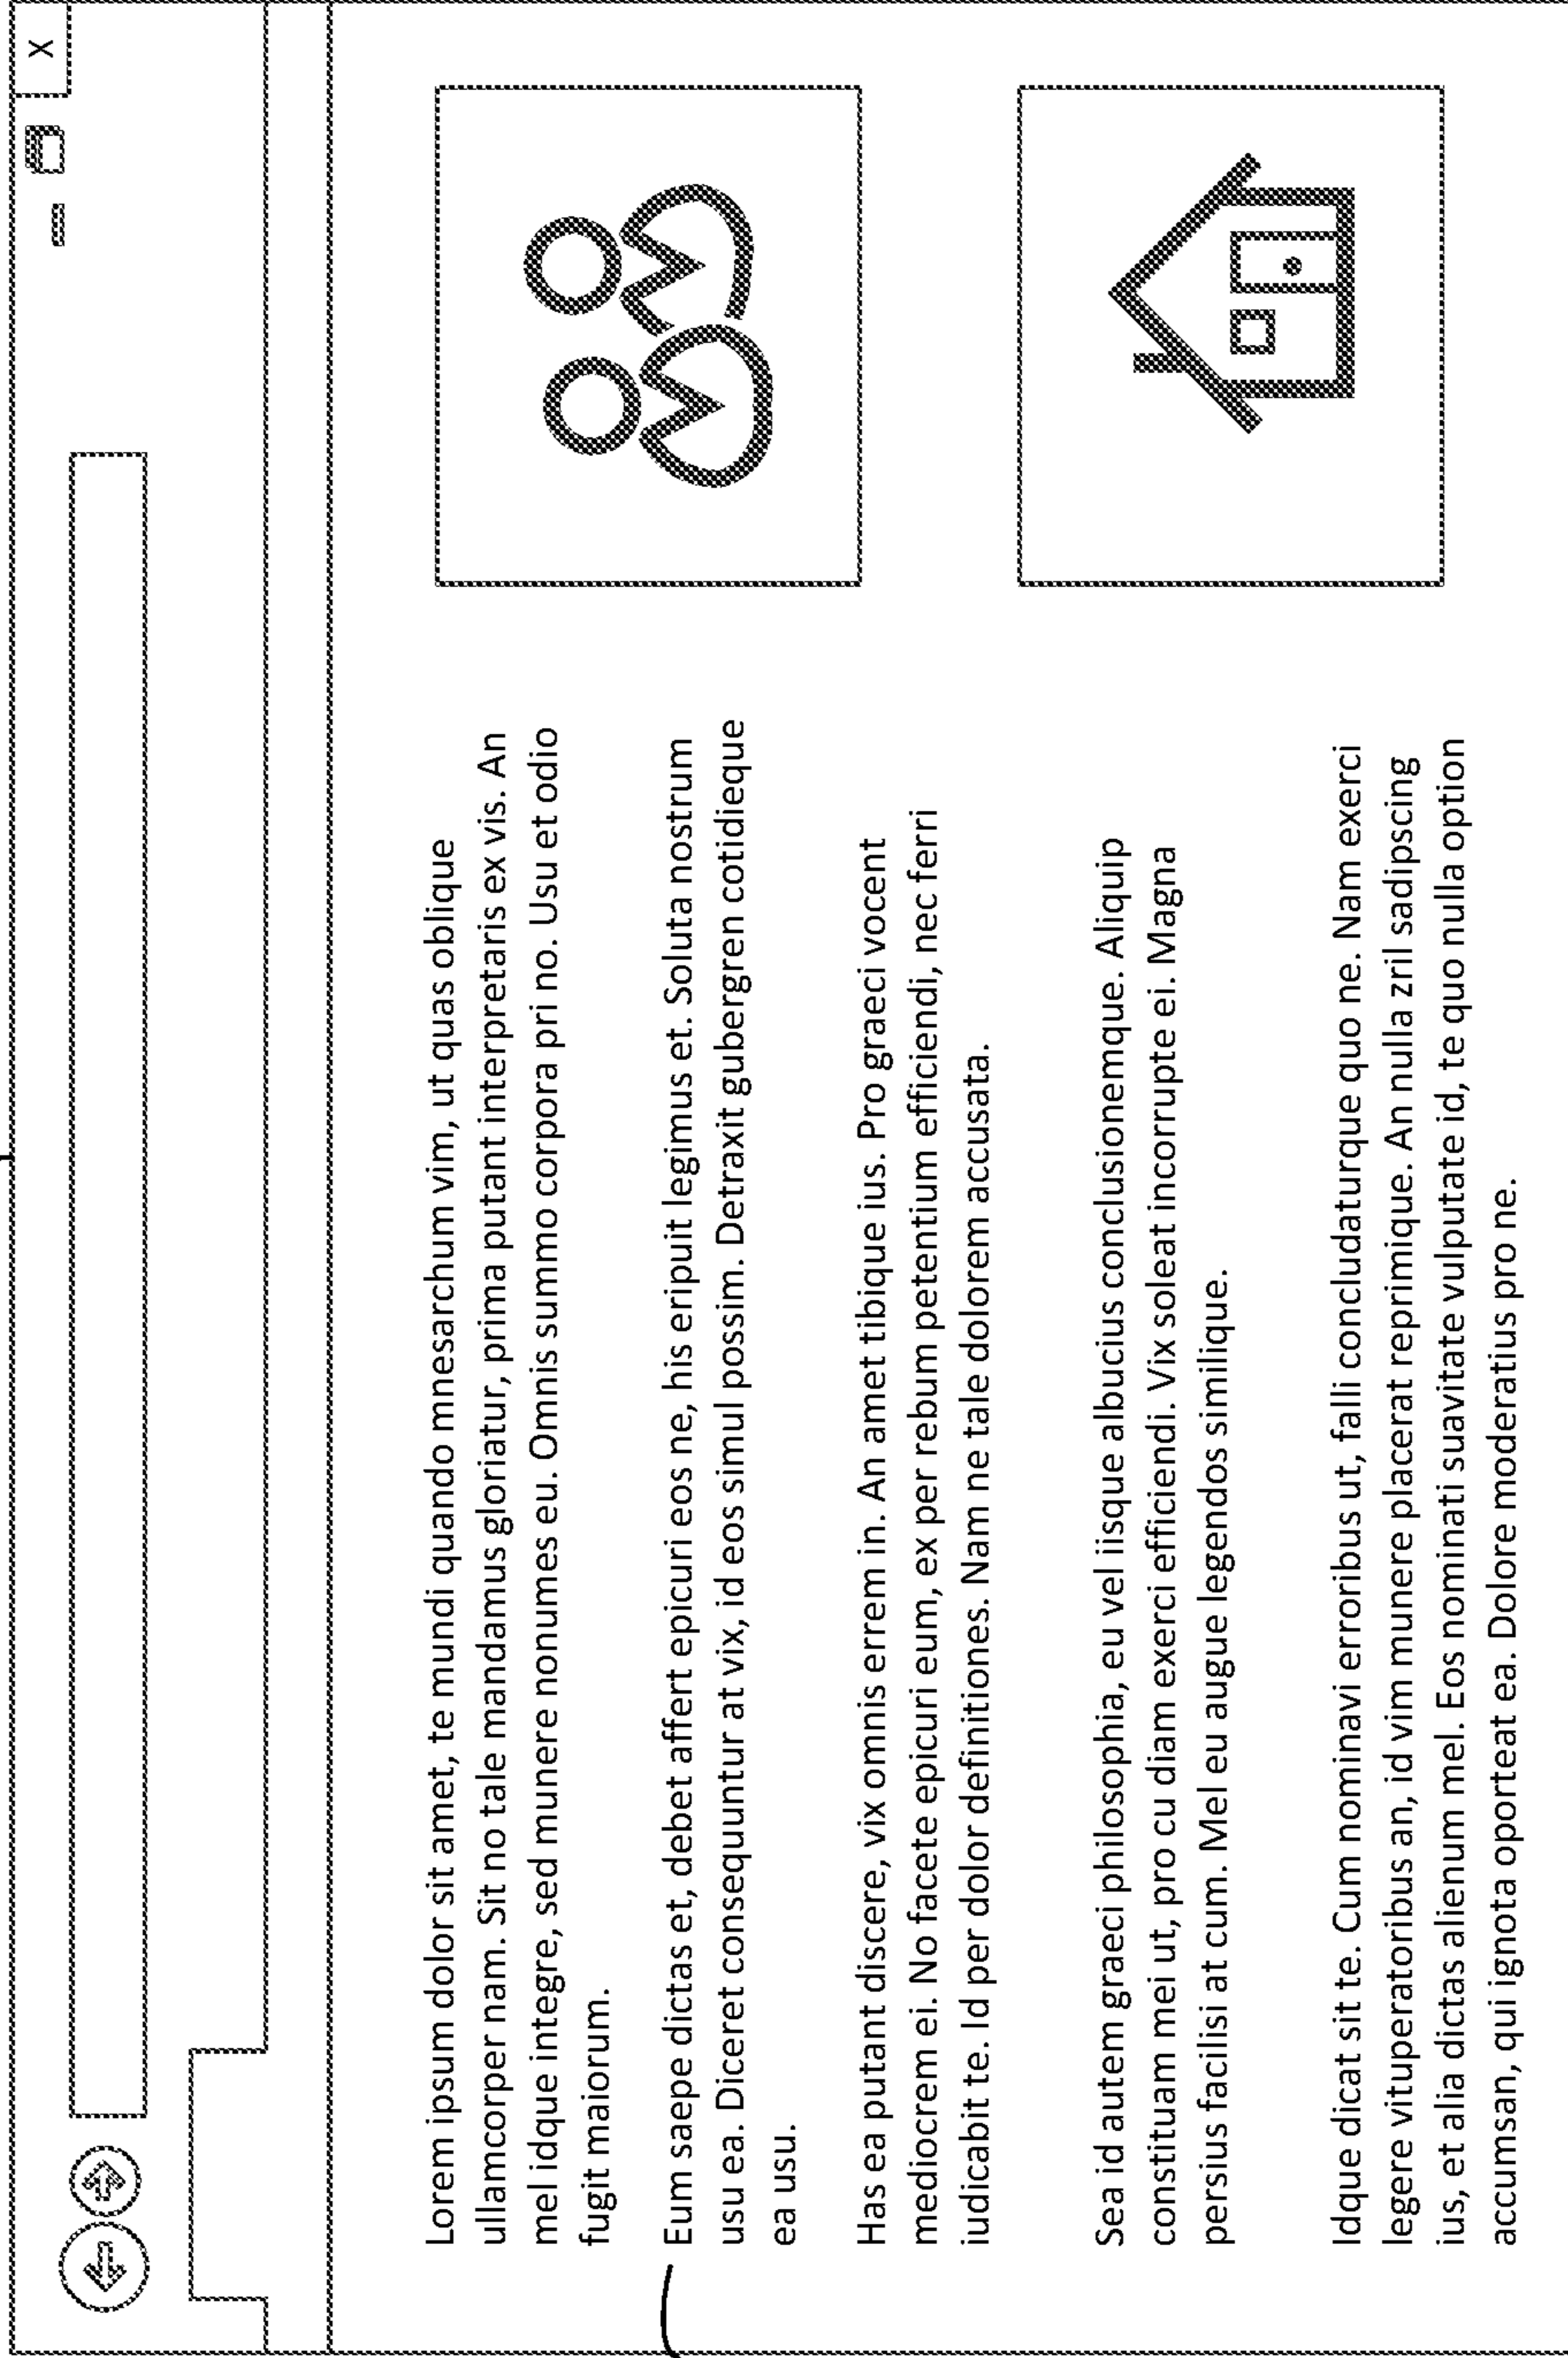 X
Lorem ipsum dolor sit amet, te mundi quando mnesarchum vim, ut quas oblique
ullamcorper nam. Sit no tale mandamus gloriatur, prima putant interpretaris ex vis. An
mel idque integre, sed munere nonumes eu. Omnis summo corpora pri no. Usu et odio
fugit maiorum.
Eum saepe dictas et, debet affert epicuri eos ne, his eripuit legimus et. Soluta nostrum
usu ea. Diceret consequuntur at vix, id eos simul possim. Detraxit gubergren cotidieque
ea usu.
Has ea putant discere, vix omnis errem in. An amet tibique ius. Pro graeci vocent
mediocrem ei. No facete epicuri eum, ex per rebum petentium efficiendi, nec ferri
iudicabit te. Id per dolor definitiones. Nam ne tale dolorem accusata.
Sea id autem graeci philosophia, eu vel iisque albucius conclusionemque. Aliquip
constituam mei ut, pro cu diam exerci efficiendi. Vix soleat incorrupte ei. Magna
persius facilisi at cum. Mel eu augue legendos similique.
Idque dicat sit te. Cum nominavi erroribus ut, falli concludaturque quo ne. Nam exerci
legere vituperatoribus an, id vim munere placerat reprimique. An nulla zril sadipscing
ius, et alia dictas alienum mel. Eos nominati suavitate vulputate id, te quo nulla option
accumsan, qui ignota oporteat ea. Dolore moderatius pro ne.